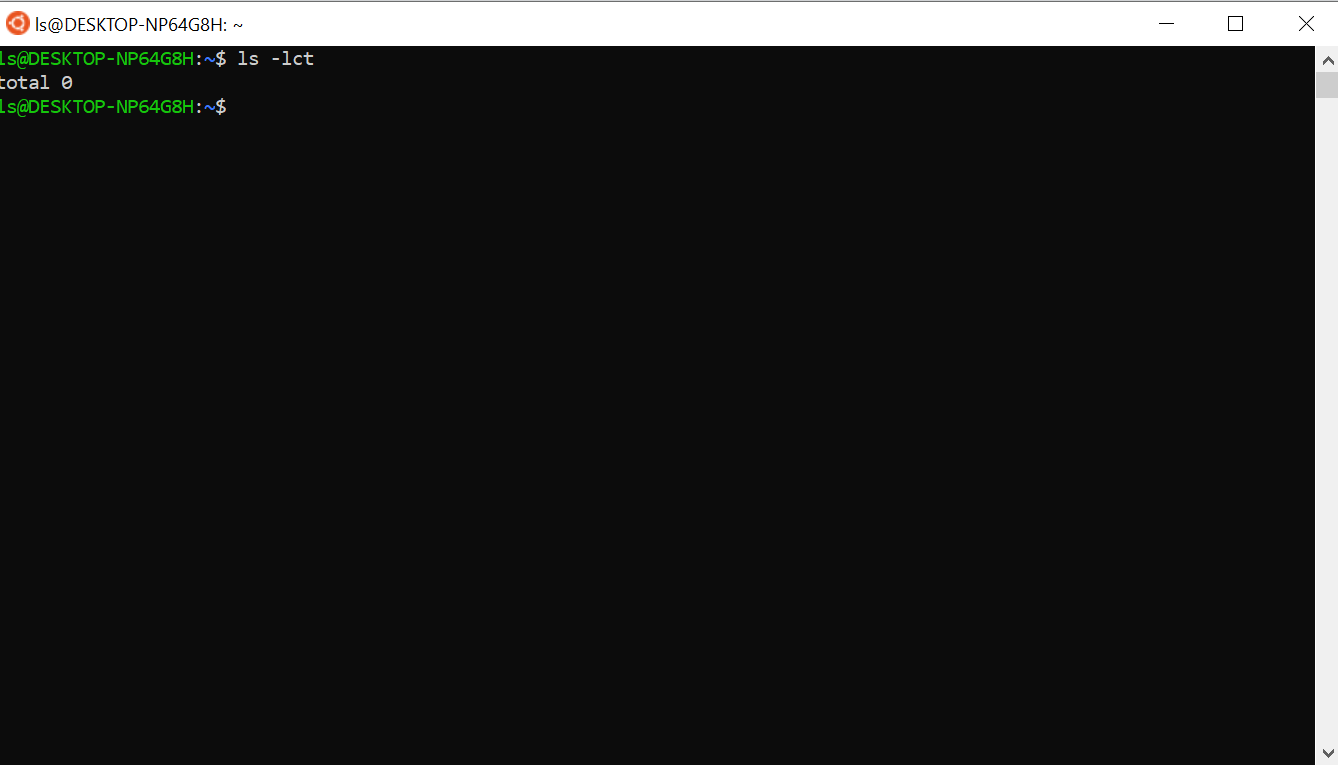 ls@DESKTOP-NP64G8H: ~
ls@DESKTOP-NP64G8H:~$ ls -lct
total 0
ls@DESKTOP-NP64G8H:~$